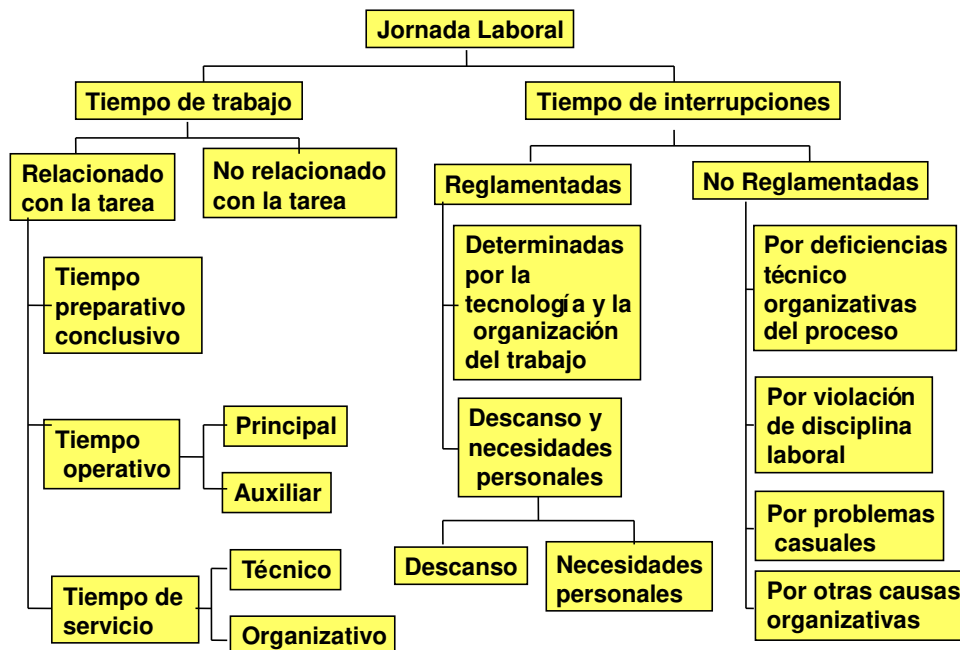 Jornada Laboral
Tiempo de trabajo
Tiempo de interrupciones
Relacionado
con la tarea
No relacionado
con la tarea
Reglamentadas
No Reglamentadas
Tiempo
preparativo
conclusivo
Tiempo
operativo
Principal
Auxiliar
Tiempo de
servicio
Técnico
Organizativo
Determinadas
por la
tecnología y la
organización
del trabajo
Descanso y
necesidades
personales
Descanso
Necesidades
personales
Por deficiencias
técnico
organizativas
del proceso
Por violación
de disciplina
laboral
Por problemas
casuales
Por otras causas
organizativas